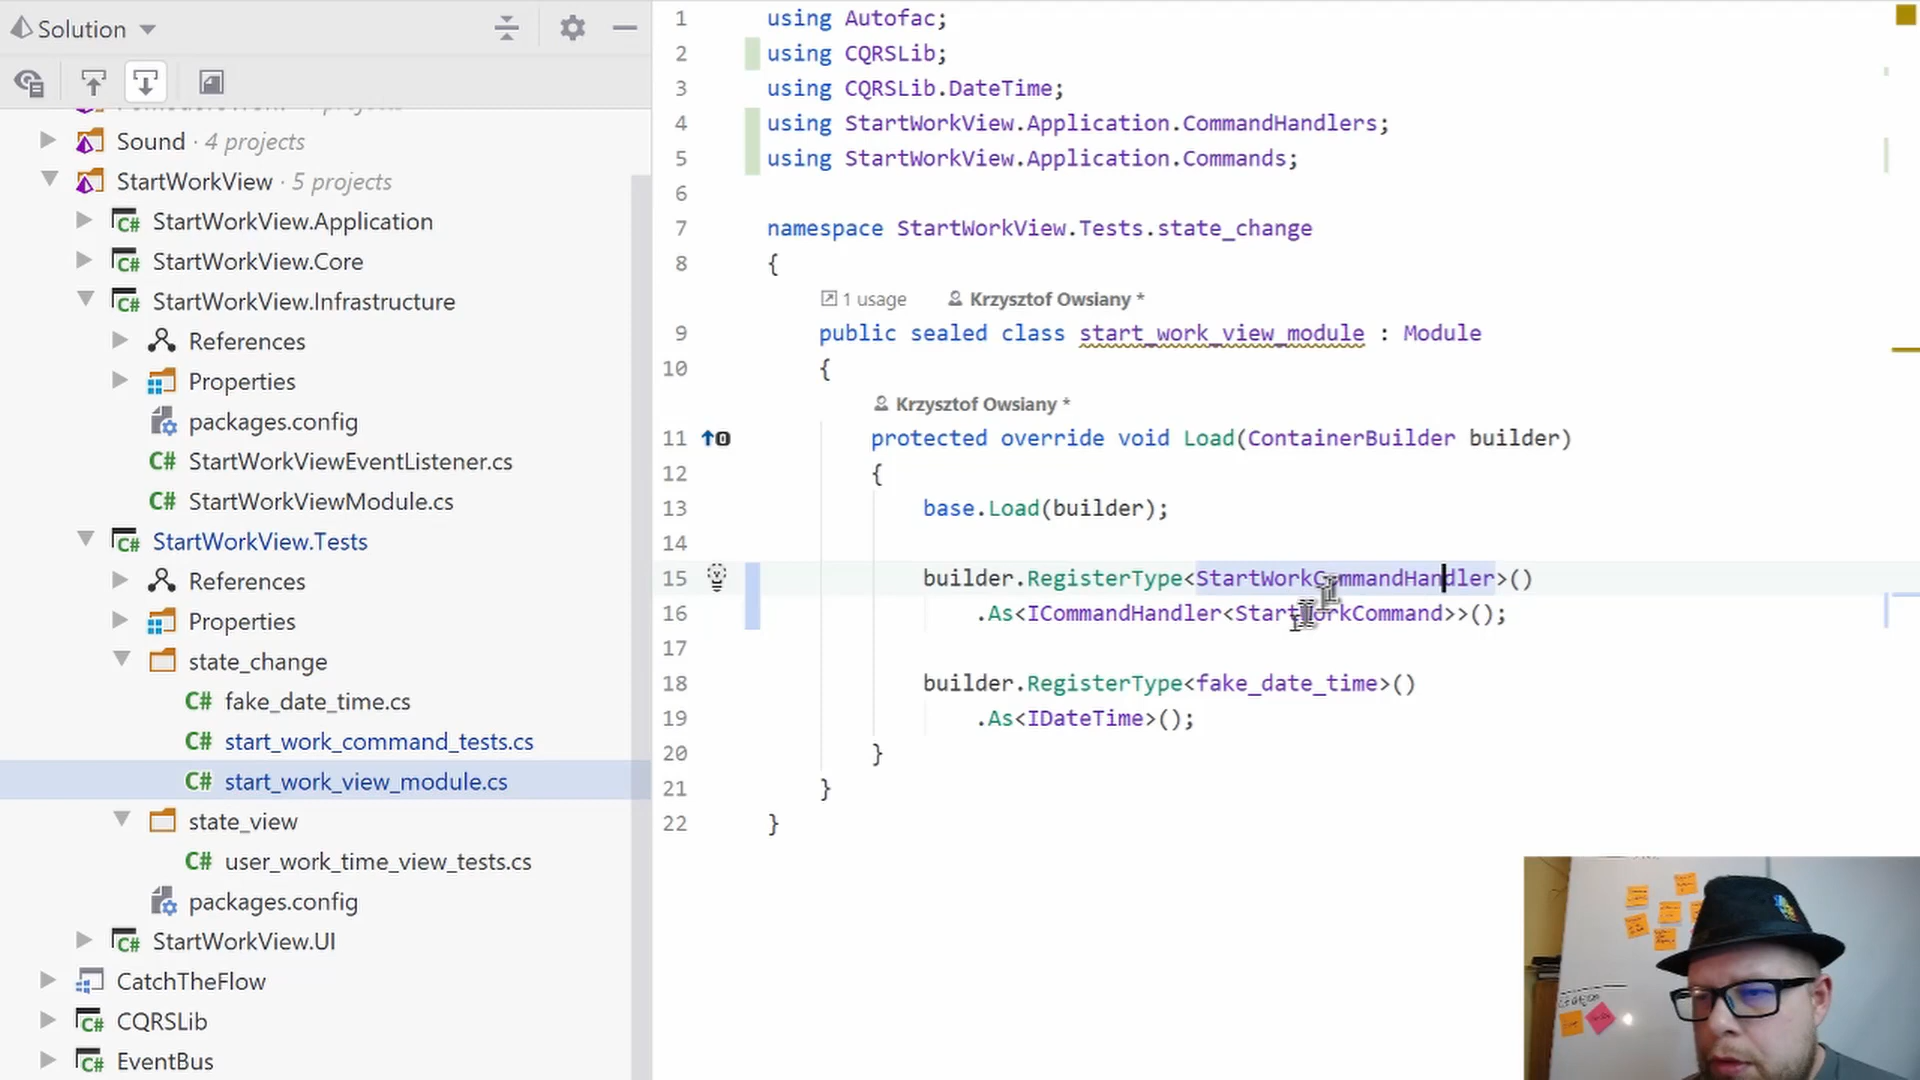 Solution
Sound · 4 projects
StartWorkView · 5 projects
StartWorkView.Application
StartWorkView.Core
StartWorkView.Infrastructure
References
Properties
packages.config
StartWorkViewEventListener.cs
StartWorkViewModule.cs
StartWorkView.Tests
References
Properties
state_change
fake_date_time.cs
start_work_command_tests.cs
start_work_view_module.cs
state_view
user_work_time_view_tests.cs
packages.config
StartWorkView.UI
CatchTheFlow
CQRSLib
EventBus
1 using Autofac;
2 using CQRSLib;
3 using CQRSLib.DateTime;
4 using StartWorkView.Application.CommandHandlers;
5 using StartWorkView.Application.Commands;
6
7 namespace StartWorkView.Tests.state_change
8 {
1 usage Krzysztof Owsiany *
9 public sealed class start_work_view_module : Module
10 {
Krzysztof Owsiany *
11 protected override void Load(ContainerBuilder builder)
12 {
13 base.Load(builder);
14
15 builder.RegisterType<StartWorkCommandHandler>()
16 .As<ICommandHandler<StartWorkCommand>>();
17
18 builder.RegisterType<fake_date_time>()
19 .As<IDateTime>();
20 }
21 }
22 }